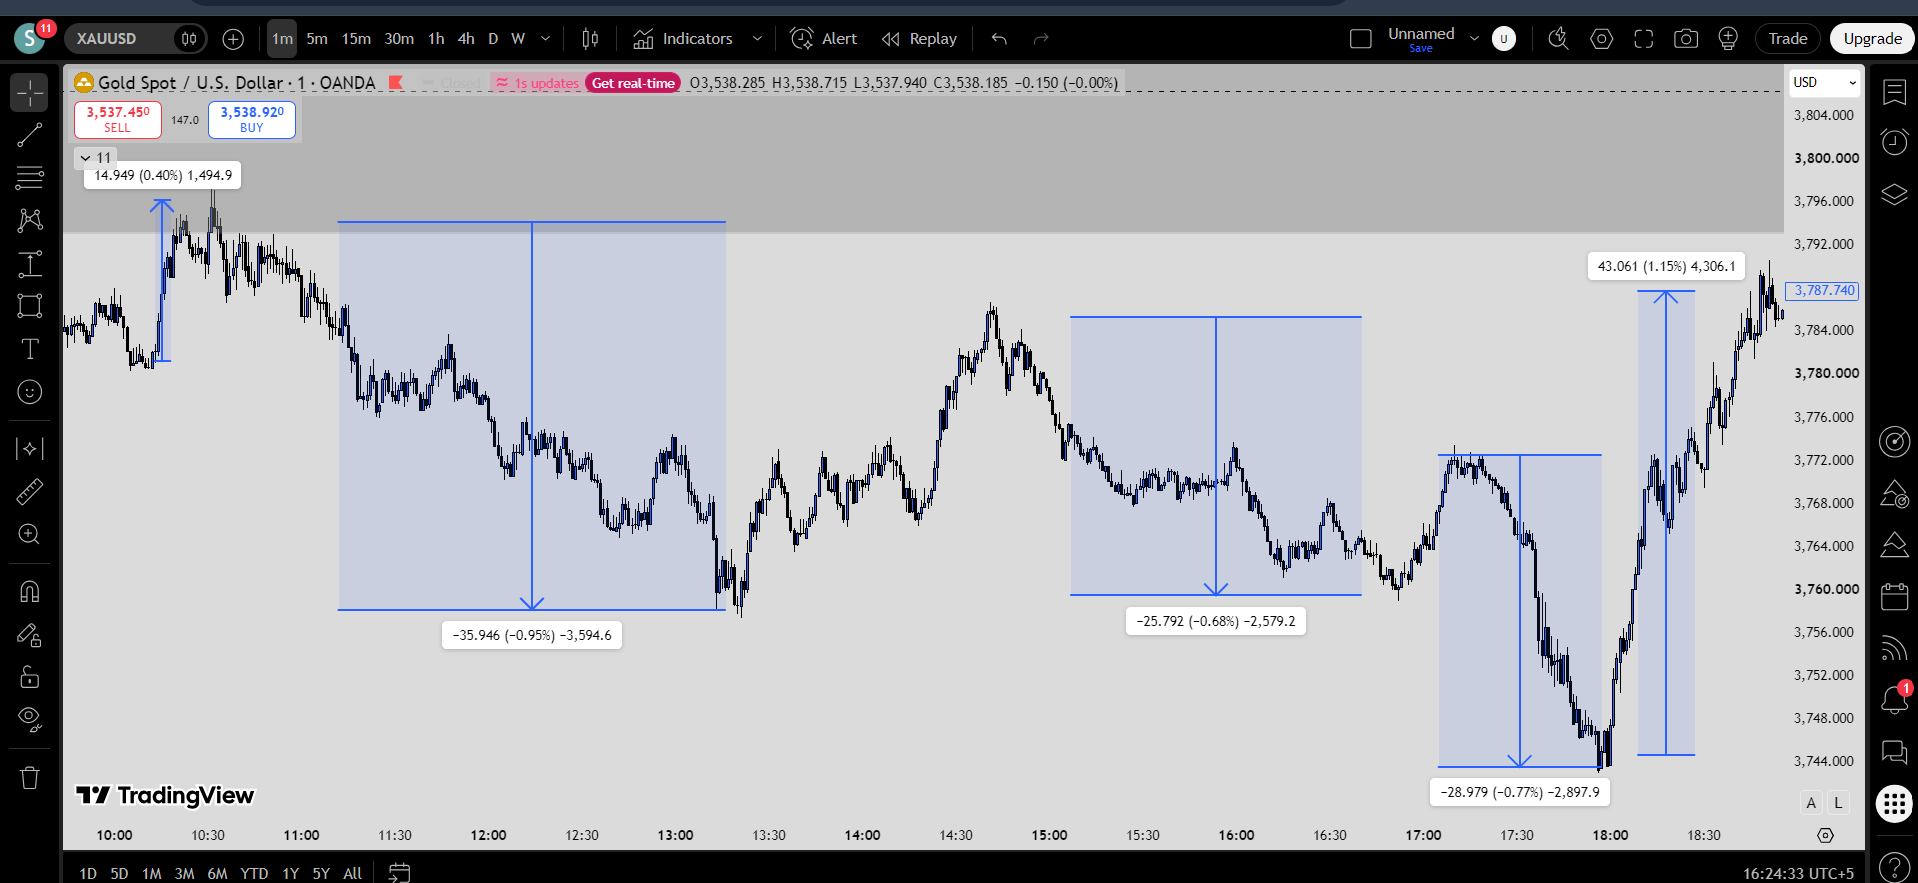 S
11
XAUUSD
1m
5m
15m
30m
1h
4h
D
W
Indicators
Alert
Replay
Unnamed
Save
U
Trade
Upgrade
Gold Spot / U.S. Dollar · 1 · OANDA
Closed
1s updates
Get real-time
O3,538.285 H3,538.715 L3,537.940 C3,538.185 −0.150 (−0.00%)
USD
3,537.450
SELL
147.0
3,538.920
BUY
11
14.949 (0.40%) 1,494.9
−35.946 (−0.95%) −3,594.6
−25.792 (−0.68%) −2,579.2
−28.979 (−0.77%) −2,897.9
43.061 (1.15%) 4,306.1
3,804.000
3,800.000
3,796.000
3,792.000
3,787.740
3,784.000
3,780.000
3,776.000
3,772.000
3,768.000
3,764.000
3,760.000
3,756.000
3,752.000
3,748.000
3,744.000
1
TradingView
A
L
10:00
10:30
11:00
11:30
12:00
12:30
13:00
13:30
14:00
14:30
15:00
15:30
16:00
16:30
17:00
17:30
18:00
18:30
1D
5D
1M
3M
6M
YTD
1Y
5Y
All
16:24:33 UTC+5